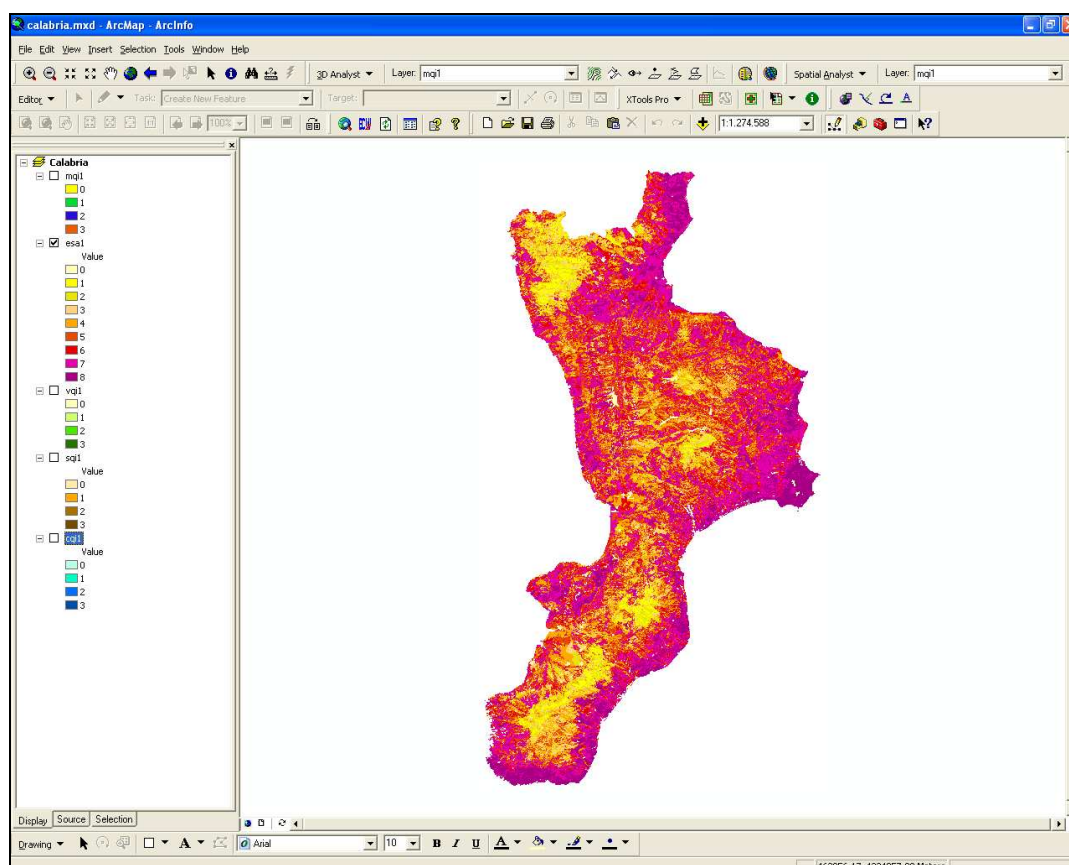 calabria.mxd - ArcMap - ArcInfo
File Edit View Insert Selection Tools Window Help
3D Analyst Layer: mqi1 Spatial Analyst Layer: mqi1
Editor Task: Create New Feature Target: XTools Pro
100% 1:1.274.588
Calabria
mqi1
0
1
2
3
esa1
Value
0
1
2
3
4
5
6
7
8
vqi1
0
1
2
3
sqi1
Value
0
1
2
3
cqi1
Value
0
1
2
3
Display Source Selection
Drawing A Arial 10 B I U A